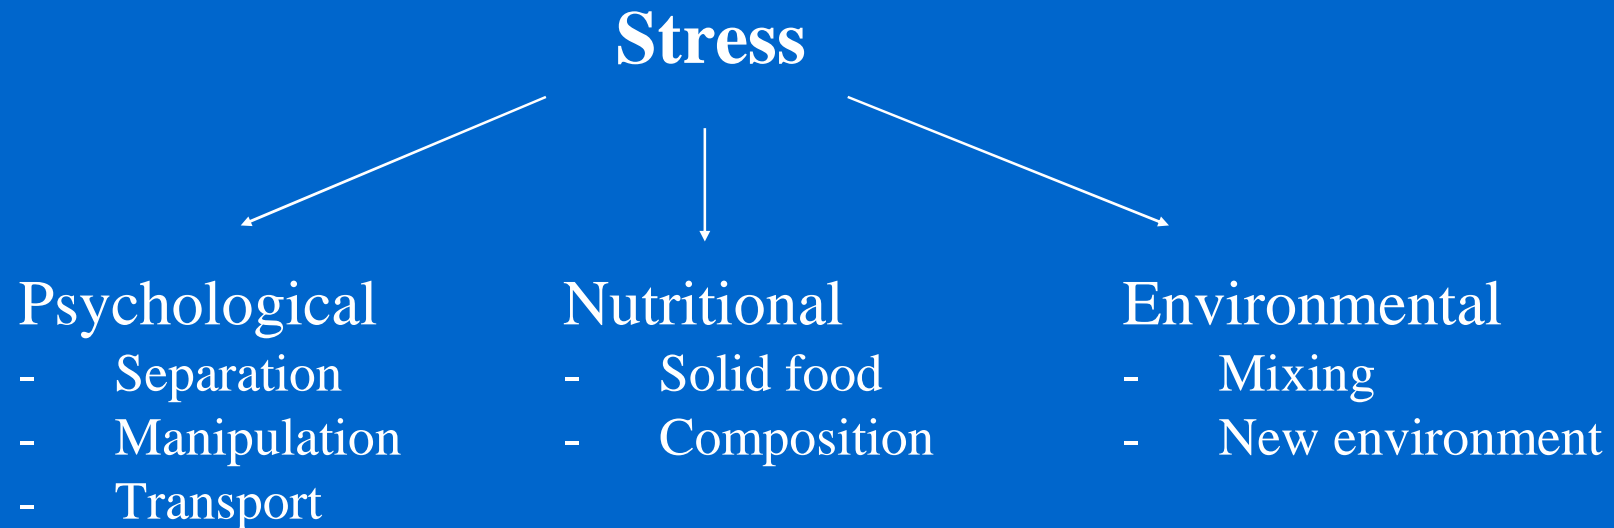 Stress
Psychological
- Separation
- Manipulation
- Transport
Nutritional
- Solid food
- Composition
Environmental
- Mixing
- New environment